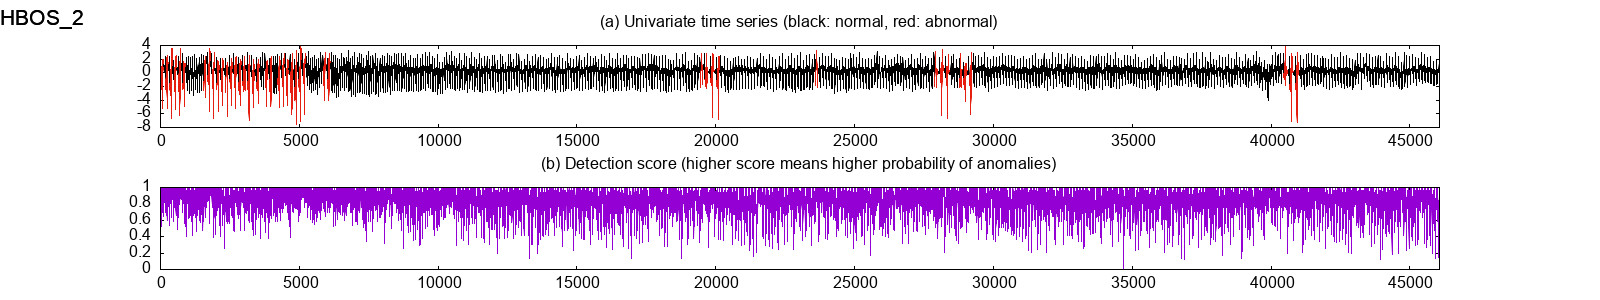 HBOS_2
(a) Univariate time series (black: normal, red: abnormal)
4
2
0
-2
-4
-6
-8
0 5000 10000 15000 20000 25000 30000 35000 40000 45000
(b) Detection score (higher score means higher probability of anomalies)
1
0.8
0.6
0.4
0.2
0
0 5000 10000 15000 20000 25000 30000 35000 40000 45000